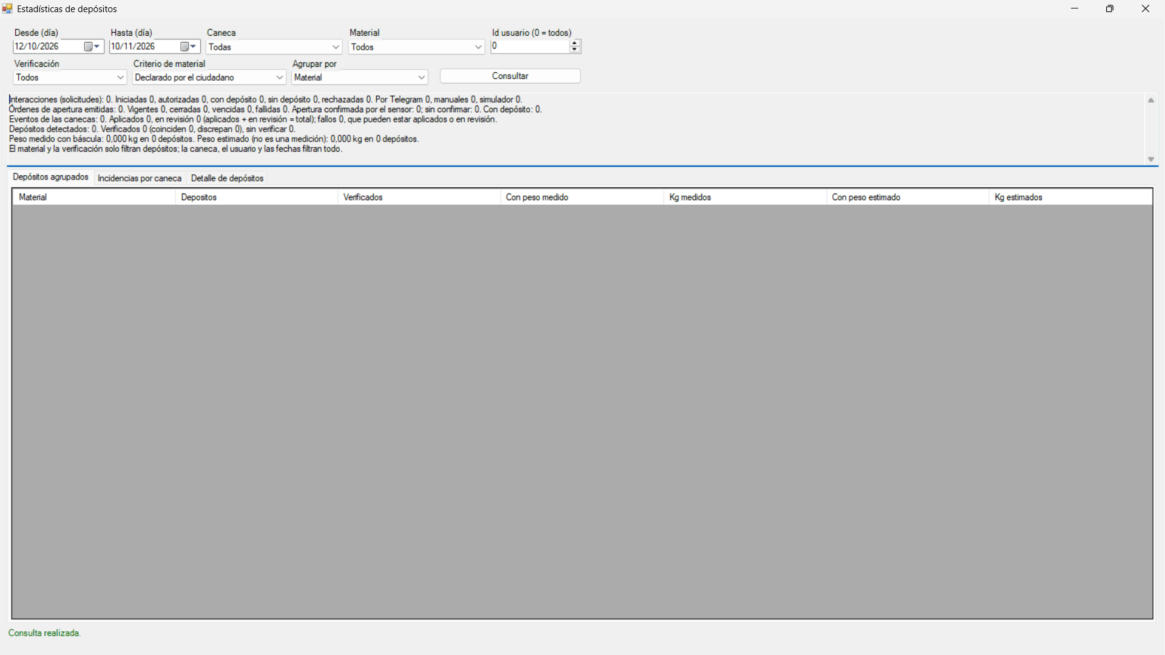 Estadísticas de depósitos
Desde (día) Hasta (día) Caneca Material Id usuario (0 = todos)
12/10/2026 10/11/2026 Todas Todos 0
Verificación Criterio de material Agrupar por
Todos Declarado por el ciudadano Material Consultar
Interacciones (solicitudes): 0. Iniciadas 0, autorizadas 0, con depósito 0, sin depósito 0, rechazadas 0. Por Telegram 0, manuales 0, simulador 0.
Órdenes de apertura emitidas: 0. Vigentes 0, cerradas 0, vencidas 0, fallidas 0. Apertura confirmada por el sensor: 0; sin confirmar: 0. Con depósito: 0.
Eventos de las canecas: 0. Aplicados 0, en revisión 0 (aplicados + en revisión = total); fallos 0, que pueden estar aplicados o en revisión.
Depósitos detectados: 0. Verificados 0 (coinciden 0, discrepan 0), sin verificar 0.
Peso medido con báscula: 0,000 kg en 0 depósitos. Peso estimado (no es una medición): 0,000 kg en 0 depósitos.
El material y la verificación solo filtran depósitos; la caneca, el usuario y las fechas filtran todo.
Depósitos agrupados Incidencias por caneca Detalle de depósitos
Material Depositos Verificados Con peso medido Kg medidos Con peso estimado Kg estimados
Consulta realizada.